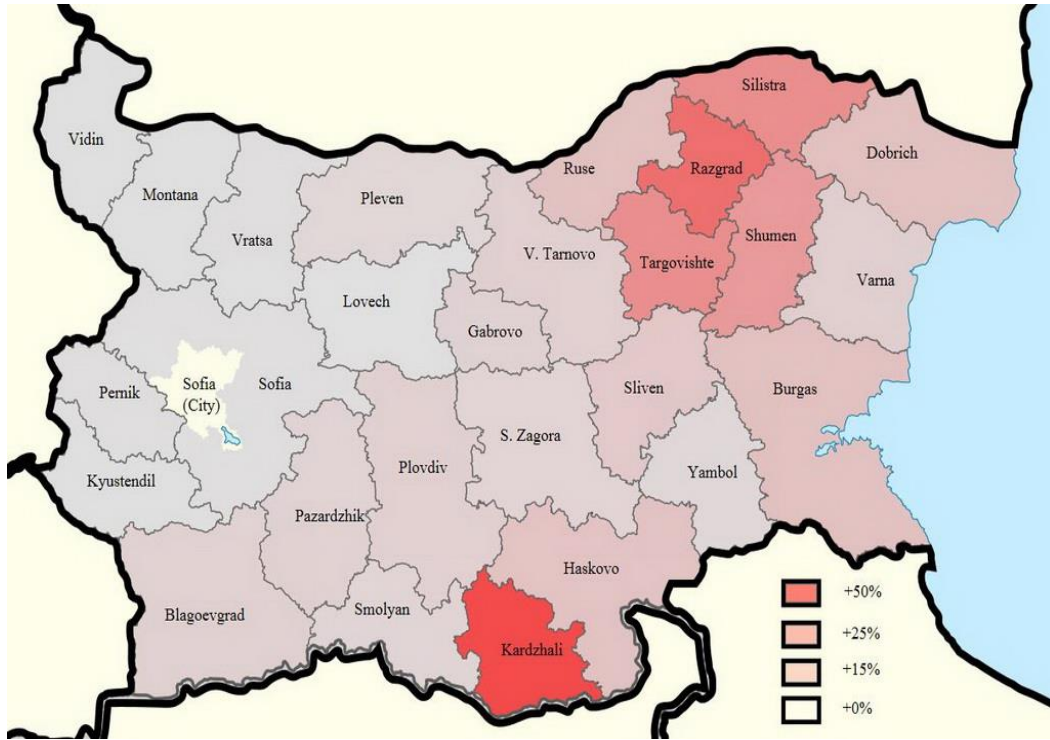 Silistra
Vidin
Dobrich
Ruse
Razgrad
Montana
Pleven
Vratsa
Shumen
V. Tarnovo
Targovishte
Varna
Lovech
Gabrovo
Pernik
Sofia
(City)
Sofia
Sliven
Burgas
S. Zagora
Plovdiv
Yambol
Kyustendil
Pazardzhik
Haskovo
Blagoevgrad
Smolyan
Kardzhali
+50%
+25%
+15%
+0%